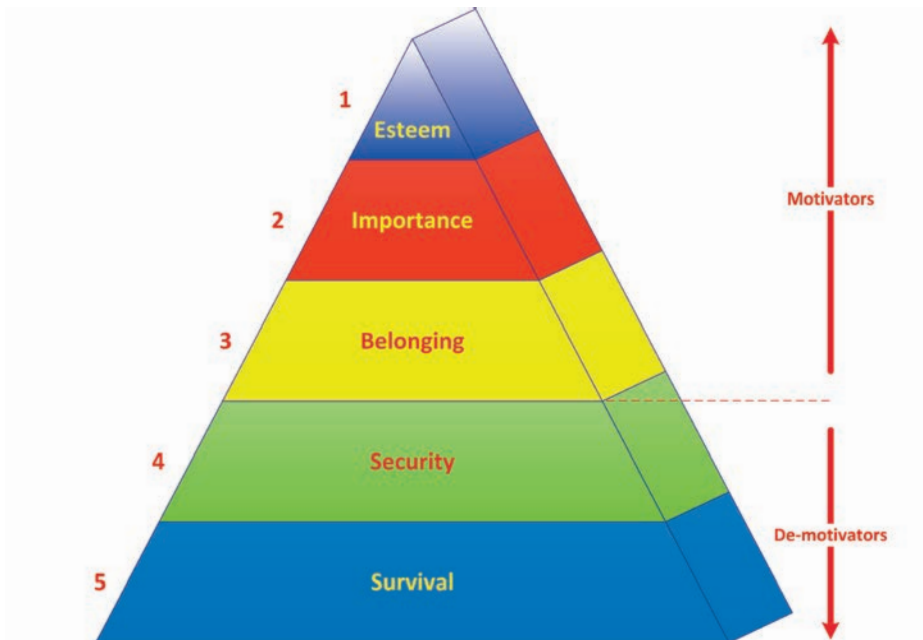 1
Esteem
Motivators
2
Importance
3
Belonging
4
Security
De-motivators
5
Survival